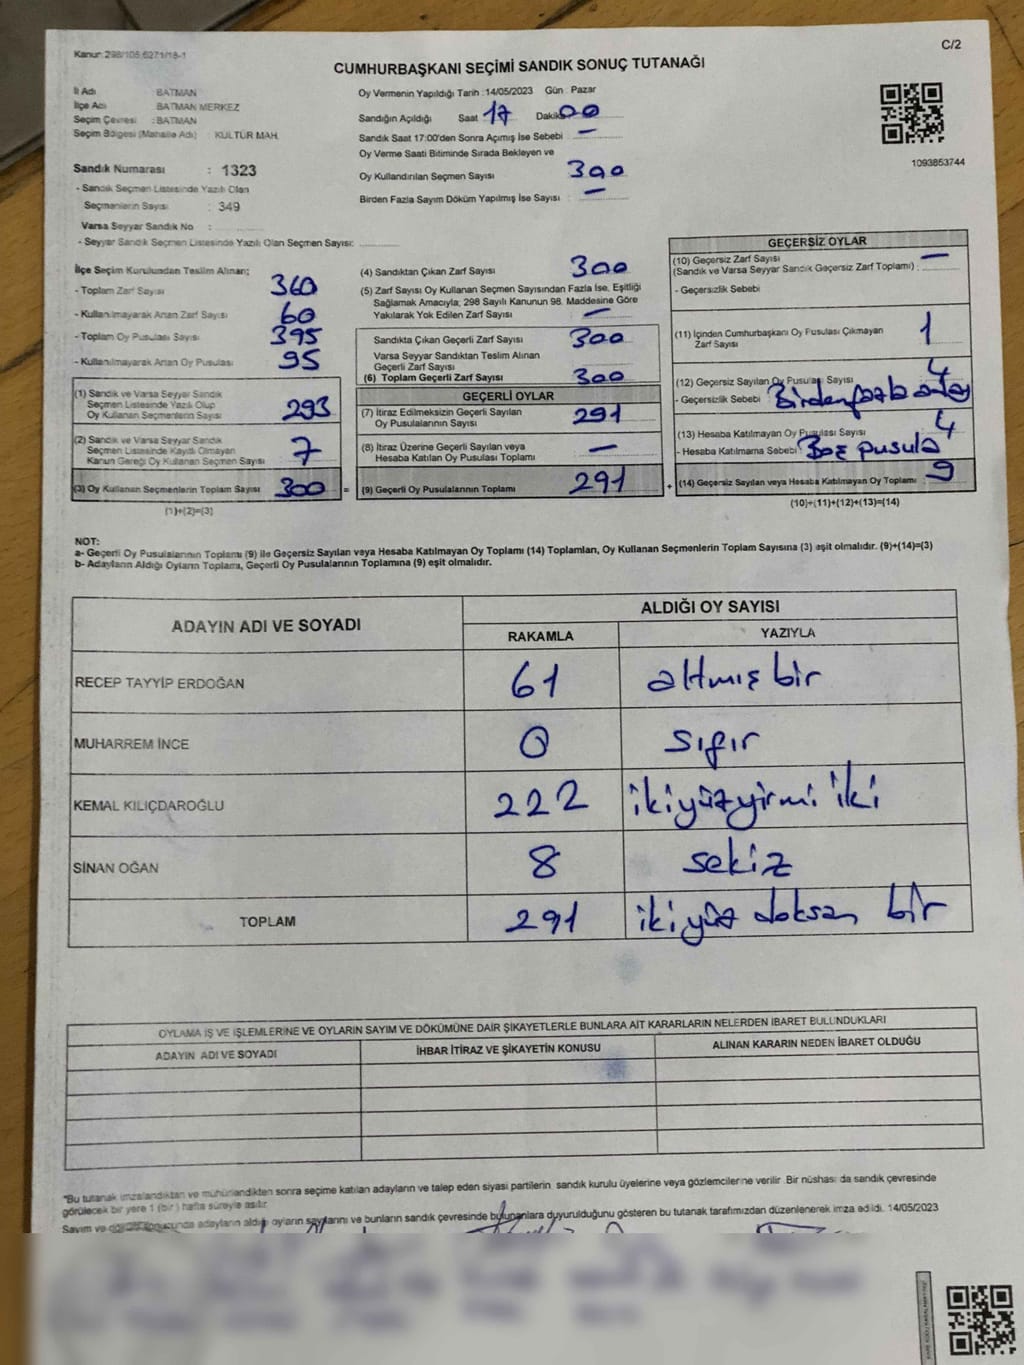 Kanun: 298/105 6271/18-1
C/2
CUMHURBAŞKANI SEÇİMİ SANDIK SONUÇ TUTANAĞI
İl Adı BATMAN
İlçe Adı BATMAN MERKEZ
Seçim Çevresi : BATMAN
Seçim Bölgesi (Mahalle Adı) : KÜLTÜR MAH.
Sandık Numarası : 1323
- Sandık Seçmen Listesinde Yazılı Olan
Seçmenlerin Sayısı : 349
Varsa Seyyar Sandık No :
- Seyyar Sandık Seçmen Listesinde Yazılı Olan Seçmen Sayısı:
Oy Vermenin Yapıldığı Tarih : 14/05/2023 Gün : Pazar
Sandığın Açıldığı Saat 17 Dakika 00
Sandık Saat 17:00'den Sonra Açımış İse Sebebi : —
Oy Verme Saati Bitiminde Sırada Bekleyen ve
Oy Kullandırılan Seçmen Sayısı 300
Birden Fazla Sayım Döküm Yapılmış İse Sayısı : —
1093853744
İlçe Seçim Kurulundan Teslim Alınan;
- Toplam Zarf Sayısı 360
- Kullanılmayarak Artan Zarf Sayısı 60
- Toplam Oy Pusulası Sayısı 395
- Kullanılmayarak Artan Oy Pusulası 95
(1) Sandık ve Varsa Seyyar Sandık
Seçmen Listesinde Yazılı Olup
Oy Kullanan Seçmenlerin Sayısı 293
(2) Sandık ve Varsa Seyyar Sandık
Seçmen Listesinde Kayıtlı Olmayan
Kanun Gereği Oy Kullanan Seçmen Sayısı 7
(3) Oy Kullanan Seçmenlerin Toplam Sayısı 300 =
(1)+(2)=(3)
(4) Sandıktan Çıkan Zarf Sayısı 300
(5) Zarf Sayısı Oy Kullanan Seçmen Sayısından Fazla İse, Eşitliği
Sağlamak Amacıyla; 298 Sayılı Kanunun 98. Maddesine Göre
Yakılarak Yok Edilen Zarf Sayısı —
Sandıkta Çıkan Geçerli Zarf Sayısı 300
Varsa Seyyar Sandıktan Teslim Alınan
Geçerli Zarf Sayısı
(6) Toplam Geçerli Zarf Sayısı 300
GEÇERLİ OYLAR
(7) İtiraz Edilmeksizin Geçerli Sayılan
Oy Pusulalarının Sayısı 291
(8) İtiraz Üzerine Geçerli Sayılan veya
Hesaba Katılan Oy Pusulası Toplamı —
(9) Geçerli Oy Pusulalarının Toplamı 291 +
GEÇERSİZ OYLAR
(10) Geçersiz Zarf Sayısı —
(Sandık ve Varsa Seyyar Sandık Geçersiz Zarf Toplamı) :
- Geçersizlik Sebebi
(11) İçinden Cumhurbaşkanı Oy Pusulası Çıkmayan
Zarf Sayısı 1
(12) Geçersiz Sayılan Oy Pusulası Sayısı 4
- Geçersizlik Sebebi
(13) Hesaba Katılmayan Oy Pusulası Sayısı 4
- Hesaba Katılmama Sebebi Boş pusula
(14) Geçersiz Sayılan veya Hesaba Katılmayan Oy Toplamı 9
(10)+(11)+(12)+(13)=(14)
NOT:
a- Geçerli Oy Pusulalarının Toplamı (9) ile Geçersiz Sayılan veya Hesaba Katılmayan Oy Toplamı (14) Toplamları, Oy Kullanan Seçmenlerin Toplam Sayısına (3) eşit olmalıdır. (9)+(14)=(3)
b- Adayların Aldığı Oyların Toplamı, Geçerli Oy Pusulalarının Toplamına (9) eşit olmalıdır.
ADAYIN ADI VE SOYADI
ALDIĞI OY SAYISI
RAKAMLA YAZIYLA
RECEP TAYYİP ERDOĞAN 61 altmış bir
MUHARREM İNCE 0 sıfır
KEMAL KILIÇDAROĞLU 222 ikiyüzyirmi iki
SİNAN OĞAN 8 sekiz
TOPLAM 291 ikiyüz doksan bir
OYLAMA İŞ VE İŞLEMLERİNE VE OYLARIN SAYIM VE DÖKÜMÜNE DAİR ŞİKAYETLERLE BUNLARA AİT KARARLARIN NELERDEN İBARET BULUNDUKLARI
ADAYIN ADI VE SOYADI İHBAR İTİRAZ VE ŞİKAYETİN KONUSU ALINAN KARARIN NEDEN İBARET OLDUĞU
*Bu tutanak imzalandıktan ve mühürlendikten sonra seçime katılan adayların ve talep eden siyasi partilerin sandık kurulu üyelerine veya gözlemcilerine verilir. Bir nüshası da sandık çevresinde
görülecek bir yere 1 (bir) hafta süreyle asılır.
Sayım ve döküm sonucunda adayların aldığı oyların sayılarını ve bunların sandık çevresinde bulunanlara duyurulduğunu gösteren bu tutanak tarafımızdan düzenlenerek imza edildi. 14/05/2023